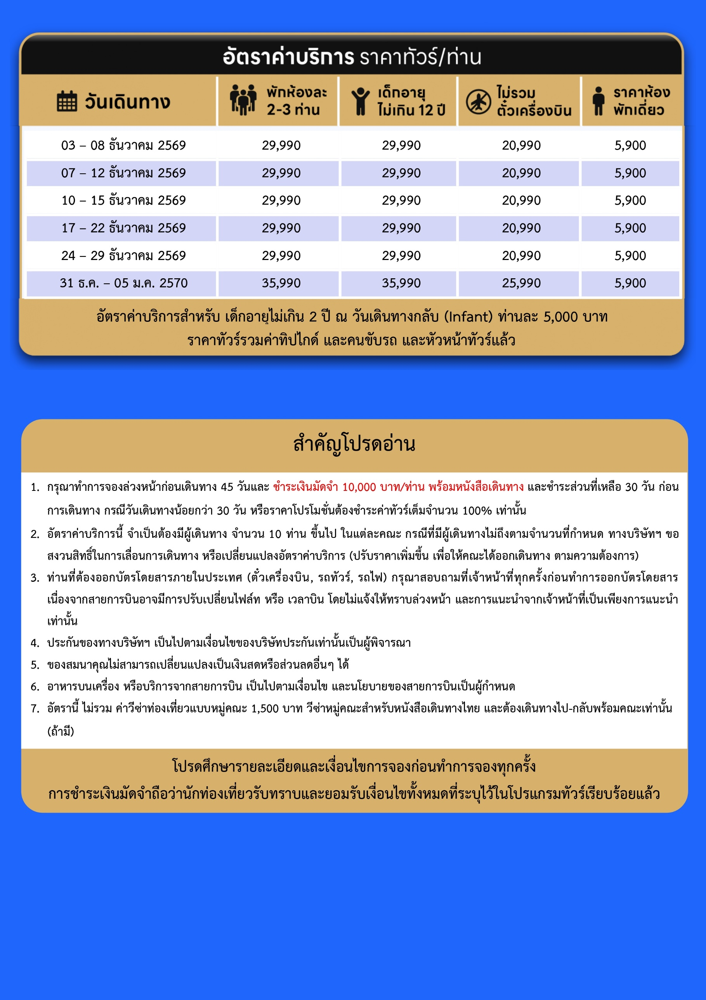 อัตราค่าบริการ ราคาทัวร์/ท่าน
วันเดินทาง พักห้องละ 2-3 ท่าน เด็กอายุ ไม่เกิน 12 ปี ไม่รวม ตั๋วเครื่องบิน ราคาห้อง พักเดี่ยว
03 – 08 ธันวาคม 2569 29,990 29,990 20,990 5,900
07 – 12 ธันวาคม 2569 29,990 29,990 20,990 5,900
10 – 15 ธันวาคม 2569 29,990 29,990 20,990 5,900
17 – 22 ธันวาคม 2569 29,990 29,990 20,990 5,900
24 – 29 ธันวาคม 2569 29,990 29,990 20,990 5,900
31 ธ.ค. – 05 ม.ค. 2570 35,990 35,990 25,990 5,900
อัตราค่าบริการสำหรับ เด็กอายุไม่เกิน 2 ปี ณ วันเดินทางกลับ (Infant) ท่านละ 5,000 บาท
ราคาทัวร์รวมค่าทิปไกด์ และคนขับรถ และหัวหน้าทัวร์แล้ว
สำคัญโปรดอ่าน
1. กรุณาทำการจองล่วงหน้าก่อนเดินทาง 45 วันและ ชำระเงินมัดจำ 10,000 บาท/ท่าน พร้อมหนังสือเดินทาง และชำระส่วนที่เหลือ 30 วัน ก่อน
การเดินทาง กรณีวันเดินทางน้อยกว่า 30 วัน หรือราคาโปรโมชั่นต้องชำระค่าทัวร์เต็มจำนวน 100% เท่านั้น
2. อัตราค่าบริการนี้ จำเป็นต้องมีผู้เดินทาง จำนวน 10 ท่าน ขึ้นไป ในแต่ละคณะ กรณีที่มีผู้เดินทางไม่ถึงตามจำนวนที่กำหนด ทางบริษัทฯ ขอ
สงวนสิทธิ์ในการเลื่อนการเดินทาง หรือเปลี่ยนแปลงอัตราค่าบริการ (ปรับราคาเพิ่มขึ้น เพื่อให้คณะได้ออกเดินทาง ตามความต้องการ)
3. ท่านที่ต้องออกบัตรโดยสารภายในประเทศ (ตั๋วเครื่องบิน, รถทัวร์, รถไฟ) กรุณาสอบถามที่เจ้าหน้าที่ทุกครั้งก่อนทำการออกบัตรโดยสาร
เนื่องจากสายการบินอาจมีการปรับเปลี่ยนไฟล์ท หรือ เวลาบิน โดยไม่แจ้งให้ทราบล่วงหน้า และการแนะนำจากเจ้าหน้าที่เป็นเพียงการแนะนำ
เท่านั้น
4. ประกันของทางบริษัทฯ เป็นไปตามเงื่อนไขของบริษัทประกันเท่านั้นเป็นผู้พิจารณา
5. ของสมนาคุณไม่สามารถเปลี่ยนแปลงเป็นเงินสดหรือส่วนลดอื่นๆ ได้
6. อาหารบนเครื่อง หรือบริการจากสายการบิน เป็นไปตามเงื่อนไข และนโยบายของสายการบินเป็นผู้กำหนด
7. อัตรานี้ ไม่รวม ค่าวีซ่าท่องเที่ยวแบบหมู่คณะ 1,500 บาท วีซ่าหมู่คณะสำหรับหนังสือเดินทางไทย และต้องเดินทางไป-กลับพร้อมคณะเท่านั้น
(ถ้ามี)
โปรดศึกษารายละเอียดและเงื่อนไขการจองก่อนทำการจองทุกครั้ง
การชำระเงินมัดจำถือว่านักท่องเที่ยวรับทราบและยอมรับเงื่อนไขทั้งหมดที่ระบุไว้ในโปรแกรมทัวร์เรียบร้อยแล้ว